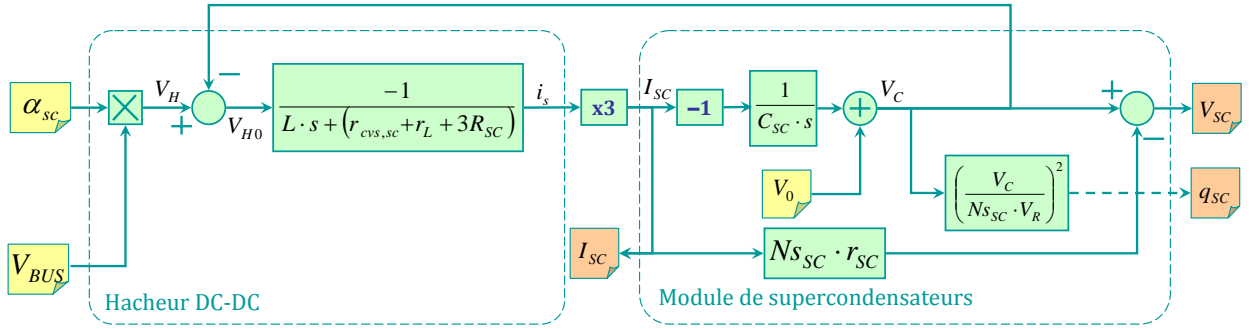 α_sc
V_BUS
V_H
+
−
V_H0
−1 / (L · s + (r_cvs,sc + r_L + 3R_SC))
i_s
x3
I_SC
I_SC
−1
1 / (C_SC · s)
+
V_0
V_C
(V_C / (Ns_SC · V_R))^2
Ns_SC · r_SC
+
−
V_SC
q_SC
Hacheur DC-DC
Module de supercondensateurs